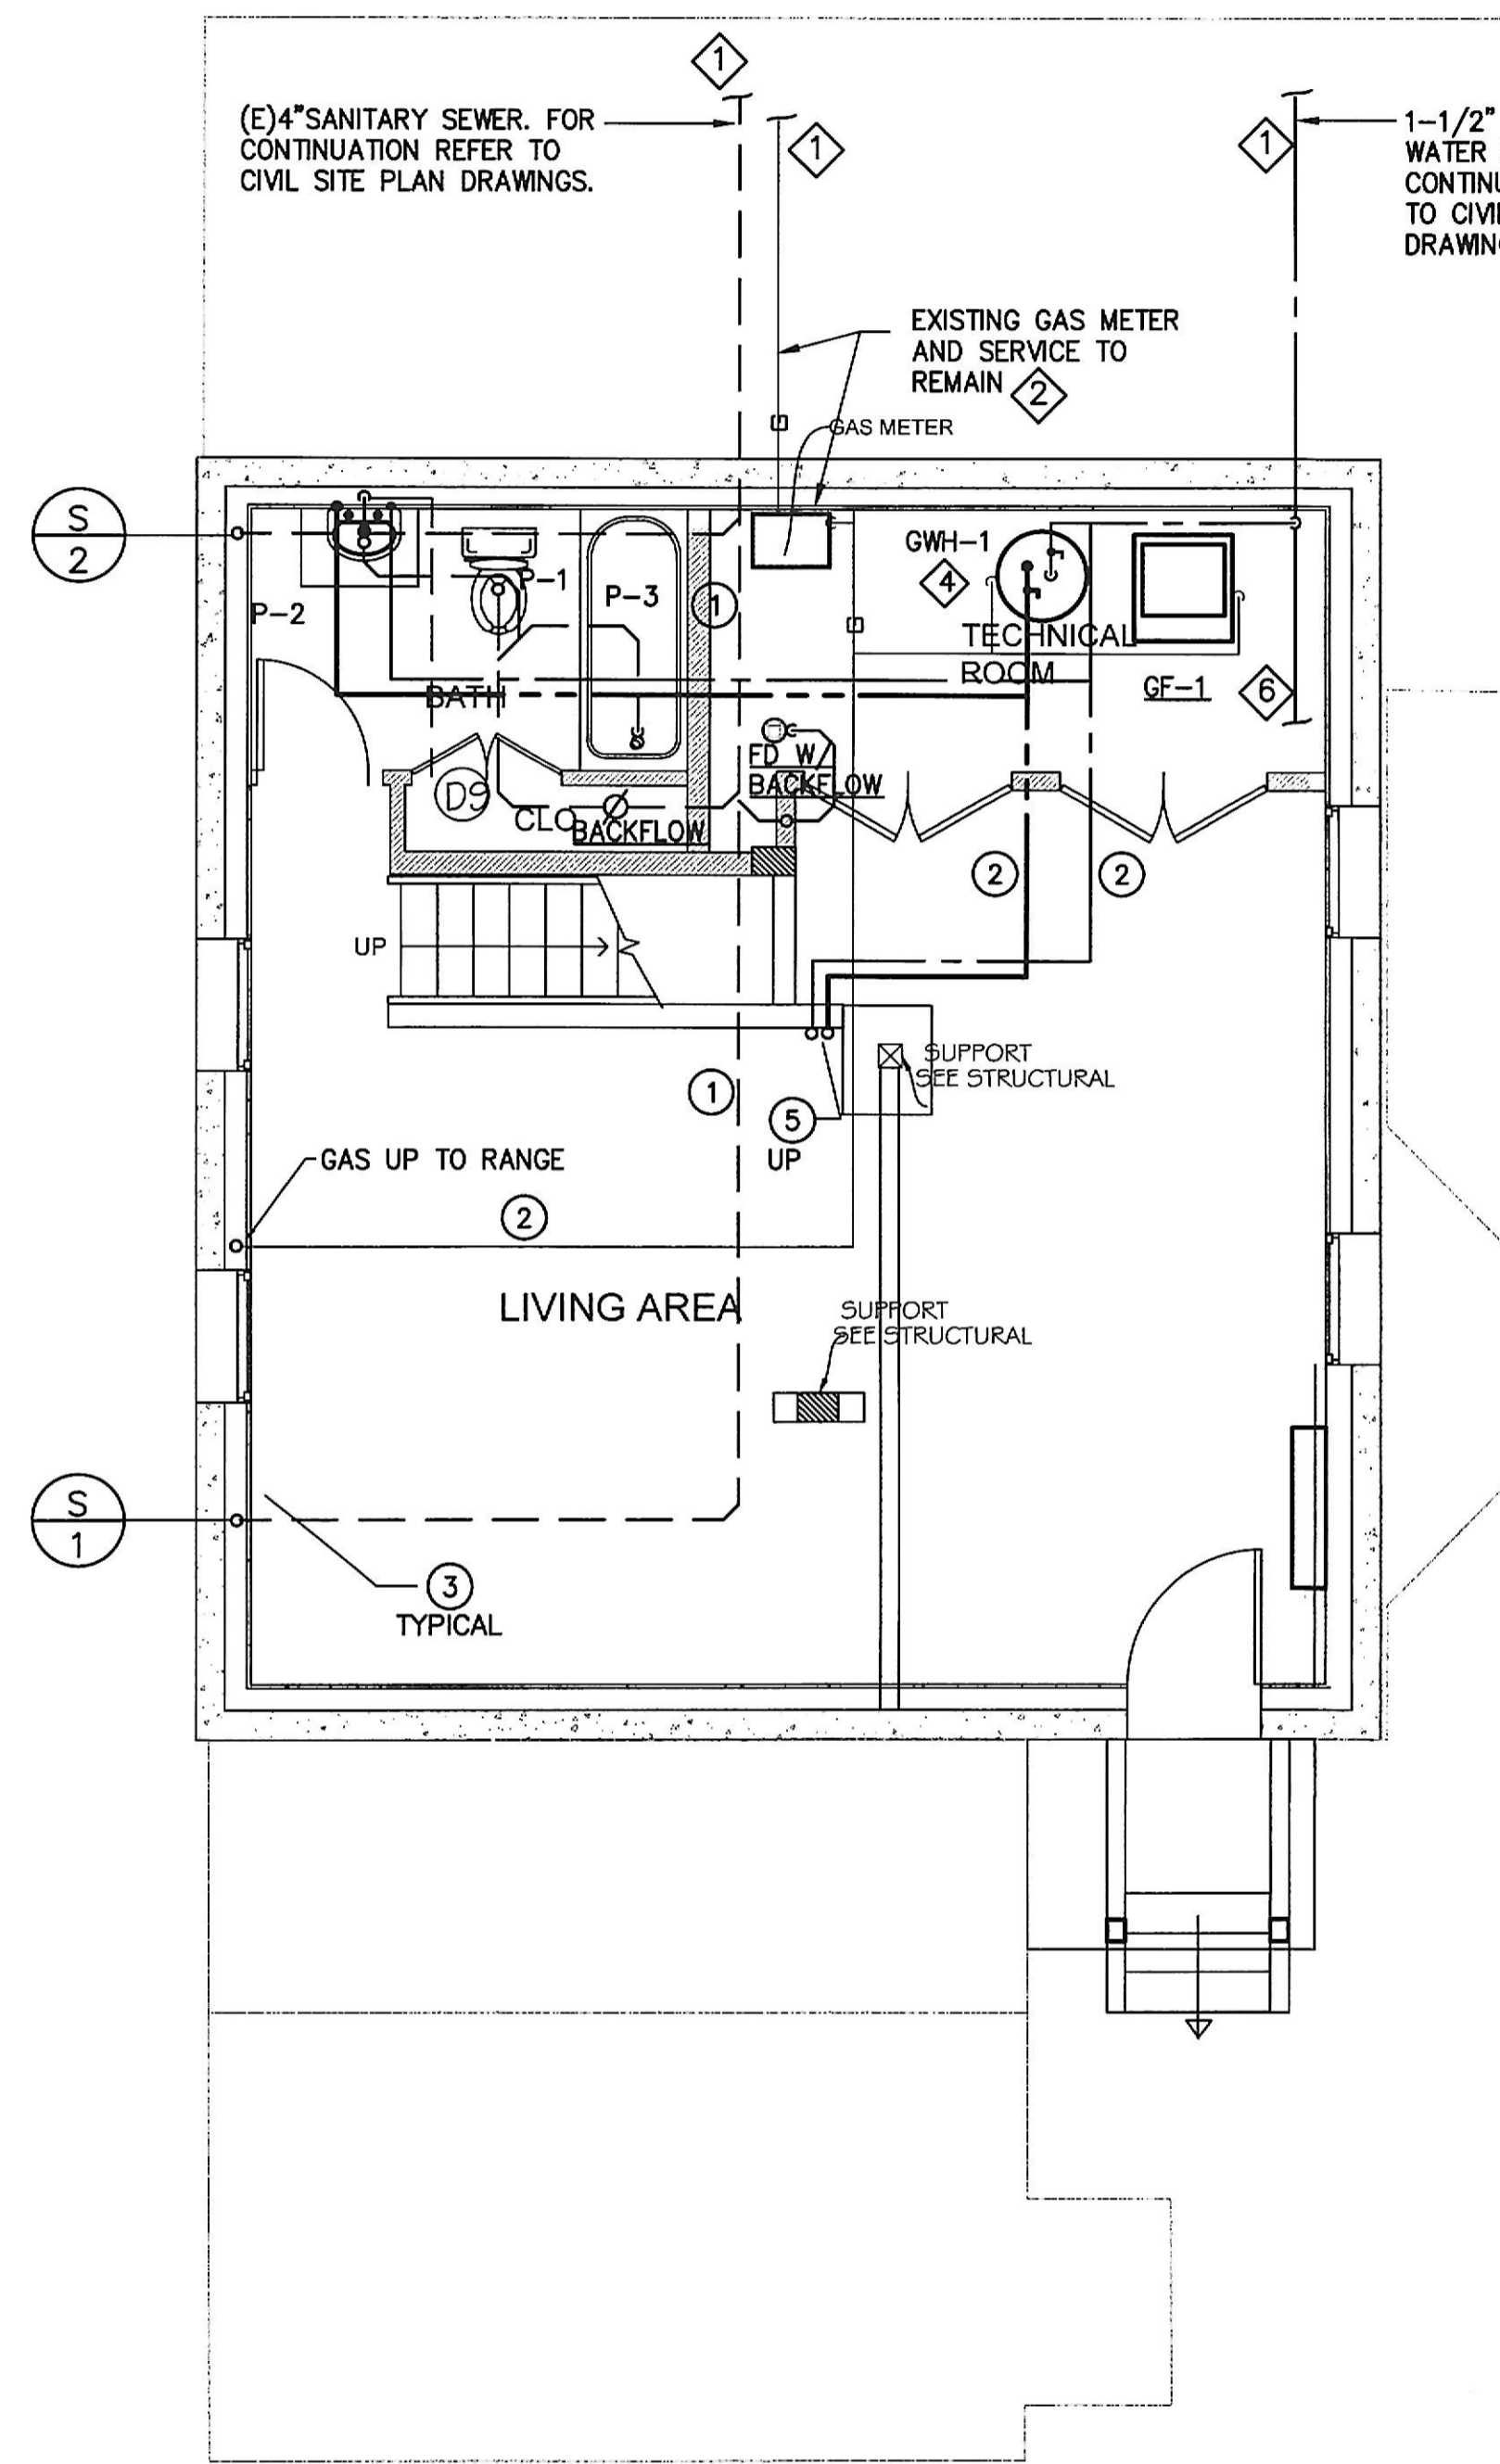 1
(E)4"SANITARY SEWER. FOR
CONTINUATION REFER TO
CIVIL SITE PLAN DRAWINGS.
1
1
1-1/2"
WATER
TO
EXISTING GAS METER
AND SERVICE TO
REMAIN 2
GAS METER
S
2
GWH-1
4
P-1
P-3
1
P-2
TECHNICAL
ROOM
GF-1
6
BATH
FD W/
BACKFLOW
D9
CLO
BACKFLOW
2
2
UP
SUPPORT
SEE STRUCTURAL
1
5
UP
GAS UP TO RANGE
2
LIVING AREA
SUPPORT
SEE STRUCTURAL
S
1
3
TYPICAL